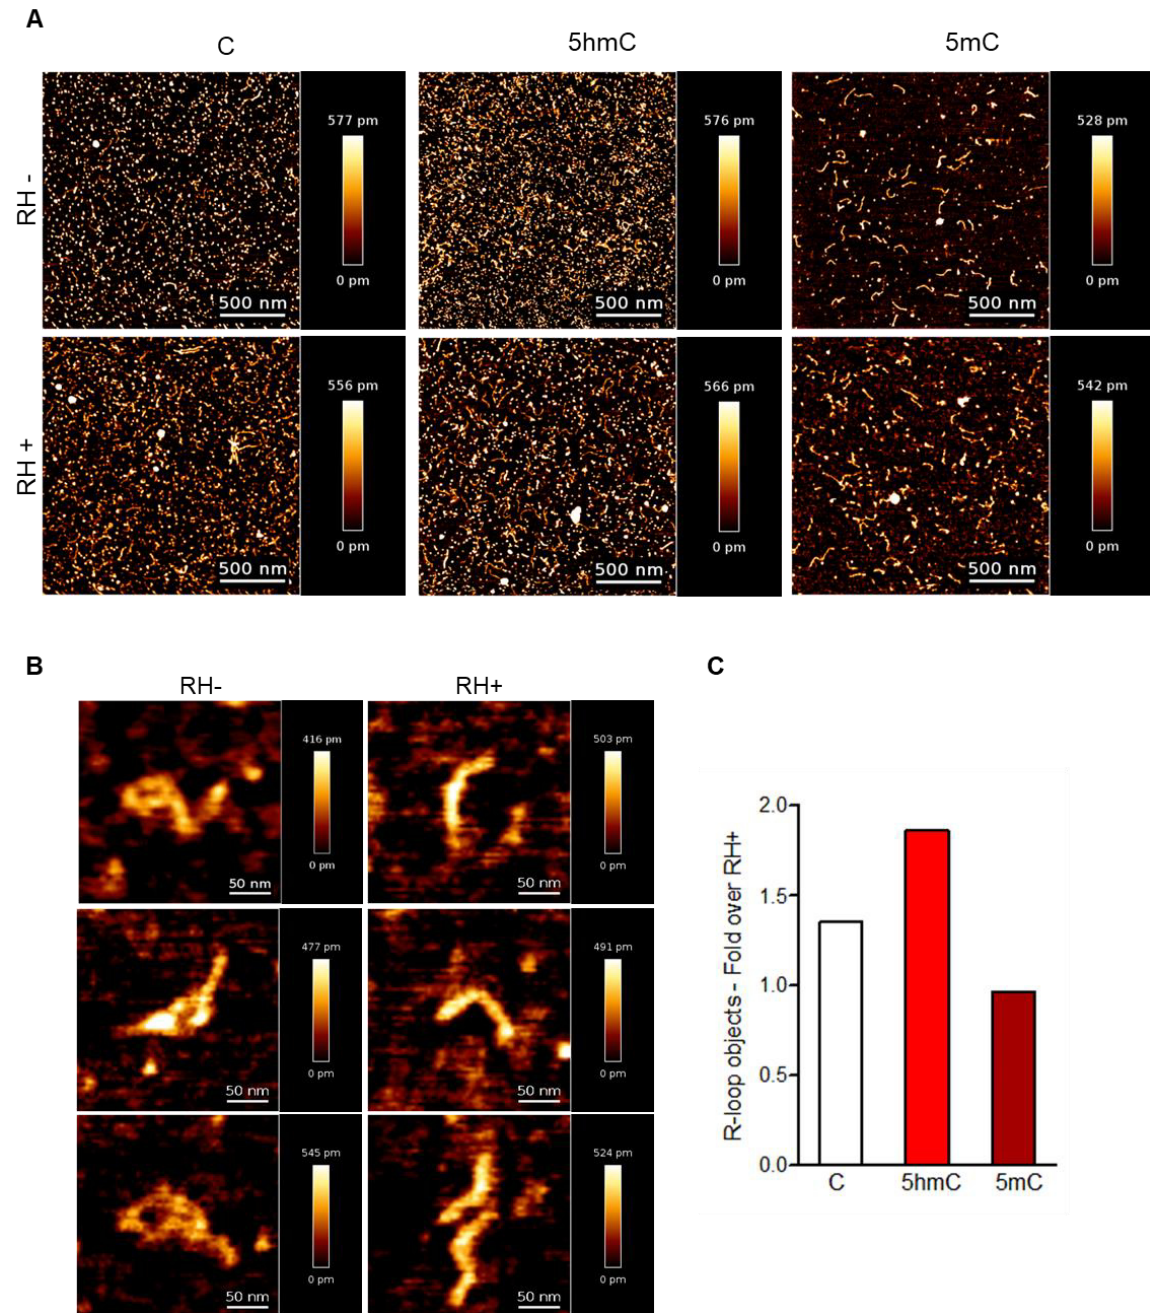 A
C
5hmC
5mC
RH -
577 pm
0 pm
500 nm
576 pm
0 pm
500 nm
528 pm
0 pm
500 nm
RH +
556 pm
0 pm
500 nm
566 pm
0 pm
500 nm
542 pm
0 pm
500 nm
B
RH-
RH+
416 pm
0 pm
50 nm
503 pm
0 pm
50 nm
477 pm
0 pm
50 nm
491 pm
0 pm
50 nm
545 pm
0 pm
50 nm
524 pm
0 pm
50 nm
C
R-loop objects - Fold over RH+
2.0
1.5
1.0
0.5
0.0
C
5hmC
5mC